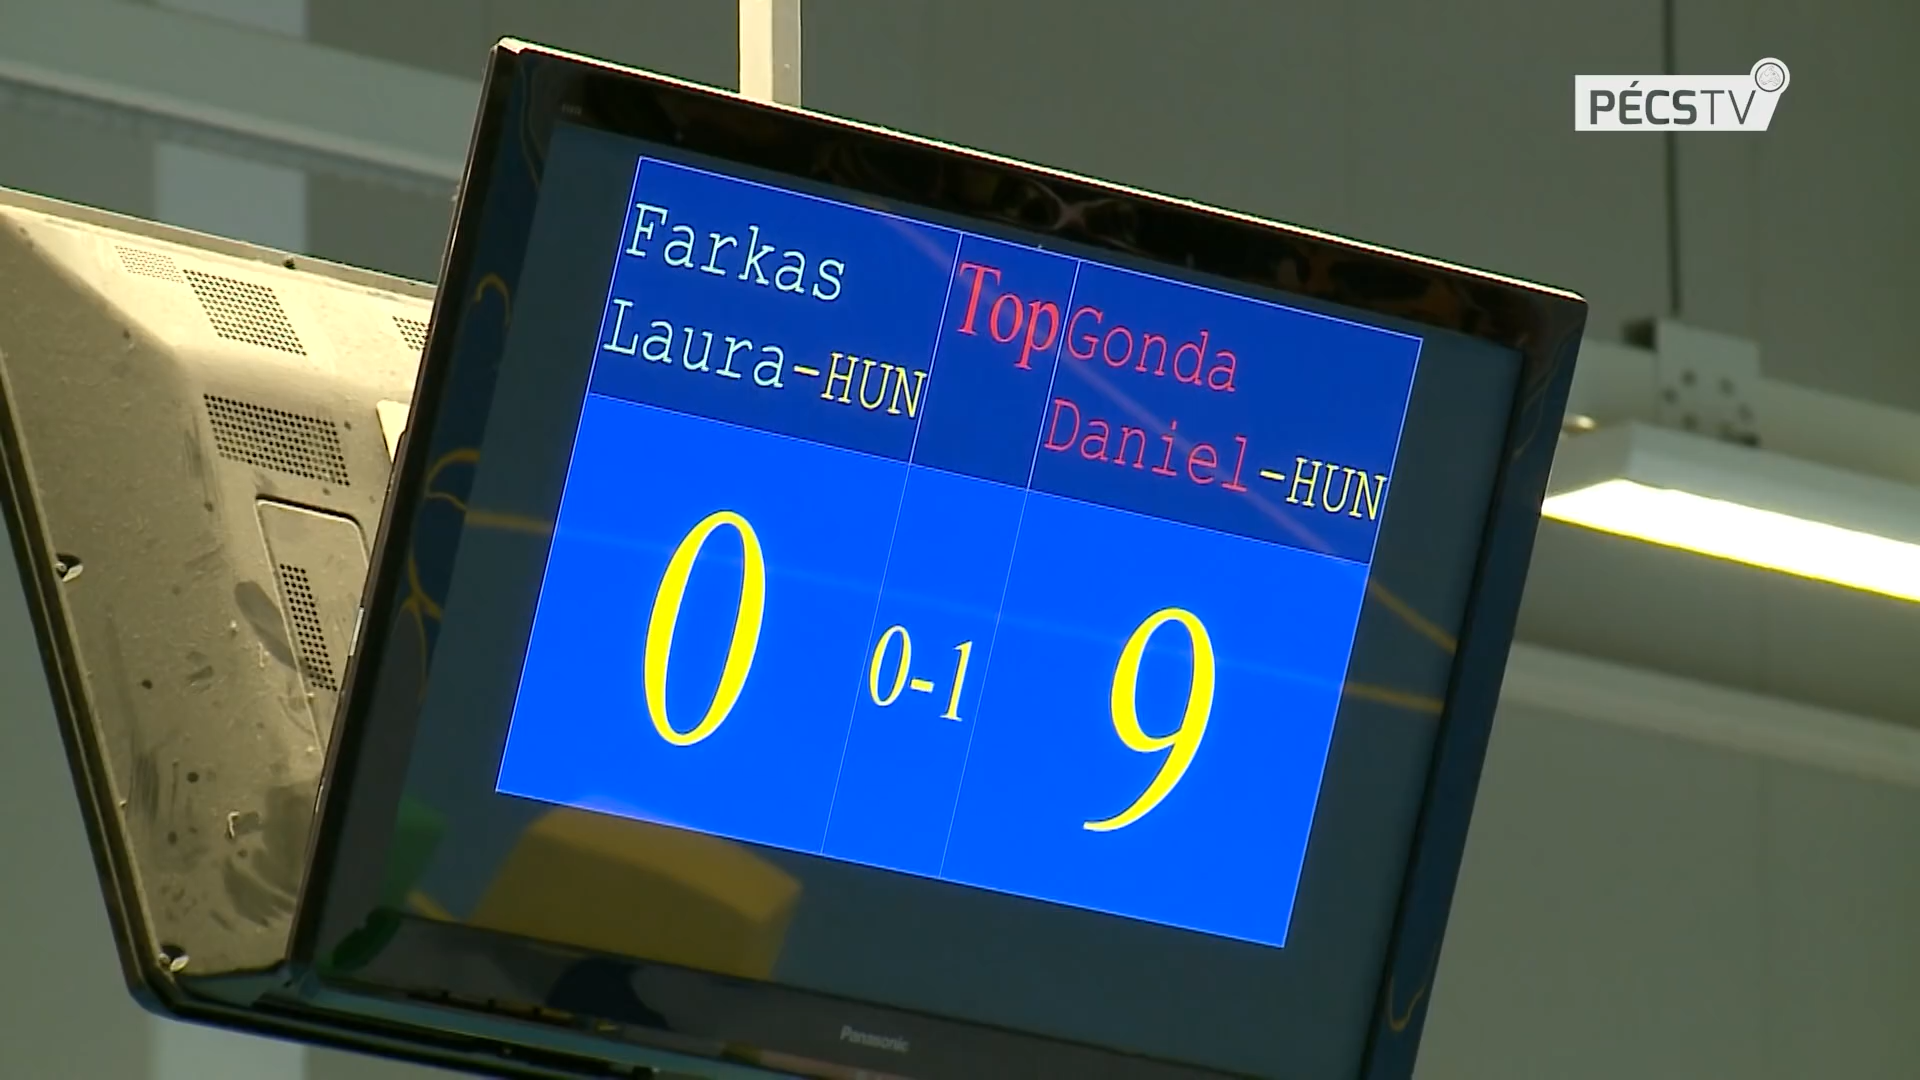 PÉCSTV
Farkas
Laura-HUN
Top
Gonda
Daniel-HUN
0
0-1
9
Panasonic